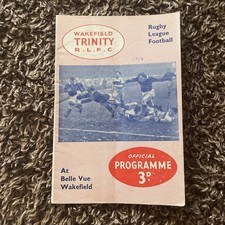 WAKEFIELD
TRINITY
R.L.F.C.
Rugby
League
Football
OFFICIAL
PROGRAMME
3D.
At
Belle Vue
Wakefield